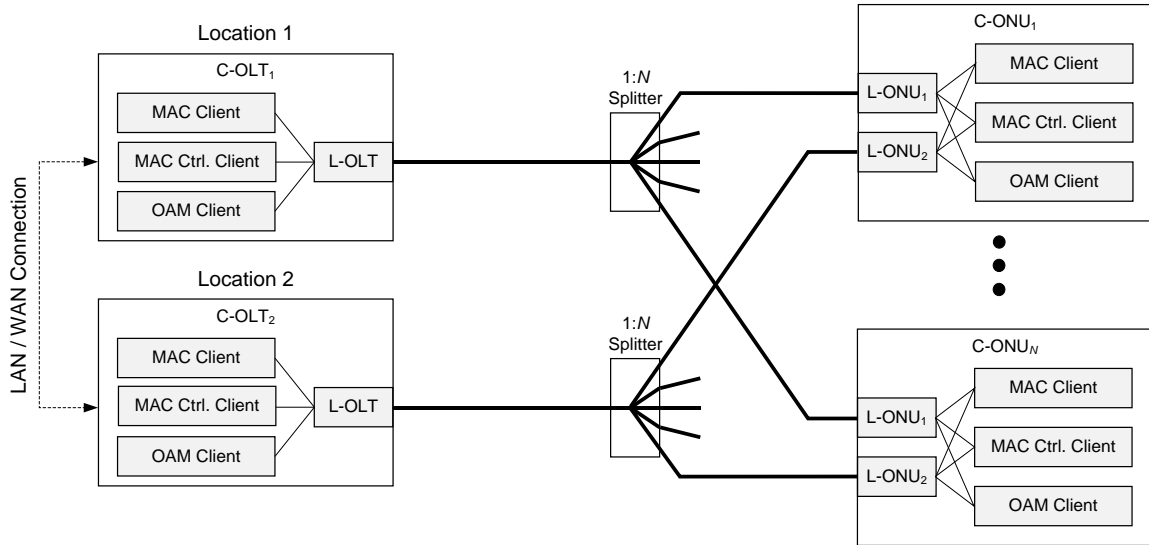 Location 1
C-OLT₁
MAC Client
MAC Ctrl. Client
OAM Client
L-OLT
LAN / WAN Connection
Location 2
C-OLT₂
MAC Client
MAC Ctrl. Client
OAM Client
L-OLT
1:N
Splitter
1:N
Splitter
C-ONU₁
L-ONU₁
L-ONU₂
MAC Client
MAC Ctrl. Client
OAM Client
C-ONU_N
L-ONU₁
L-ONU₂
MAC Client
MAC Ctrl. Client
OAM Client